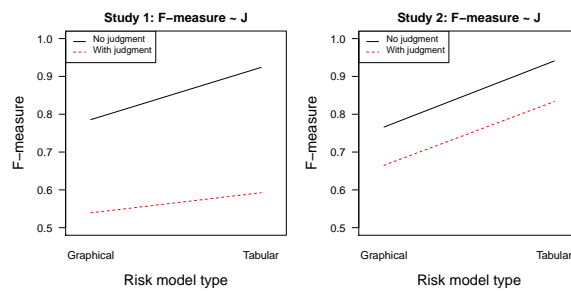 Study 1: F−measure ~ J
No judgment
With judgment
F−measure
1.0
0.9
0.8
0.7
0.6
0.5
Graphical
Tabular
Risk model type
Study 2: F−measure ~ J
No judgment
With judgment
F−measure
1.0
0.9
0.8
0.7
0.6
0.5
Graphical
Tabular
Risk model type